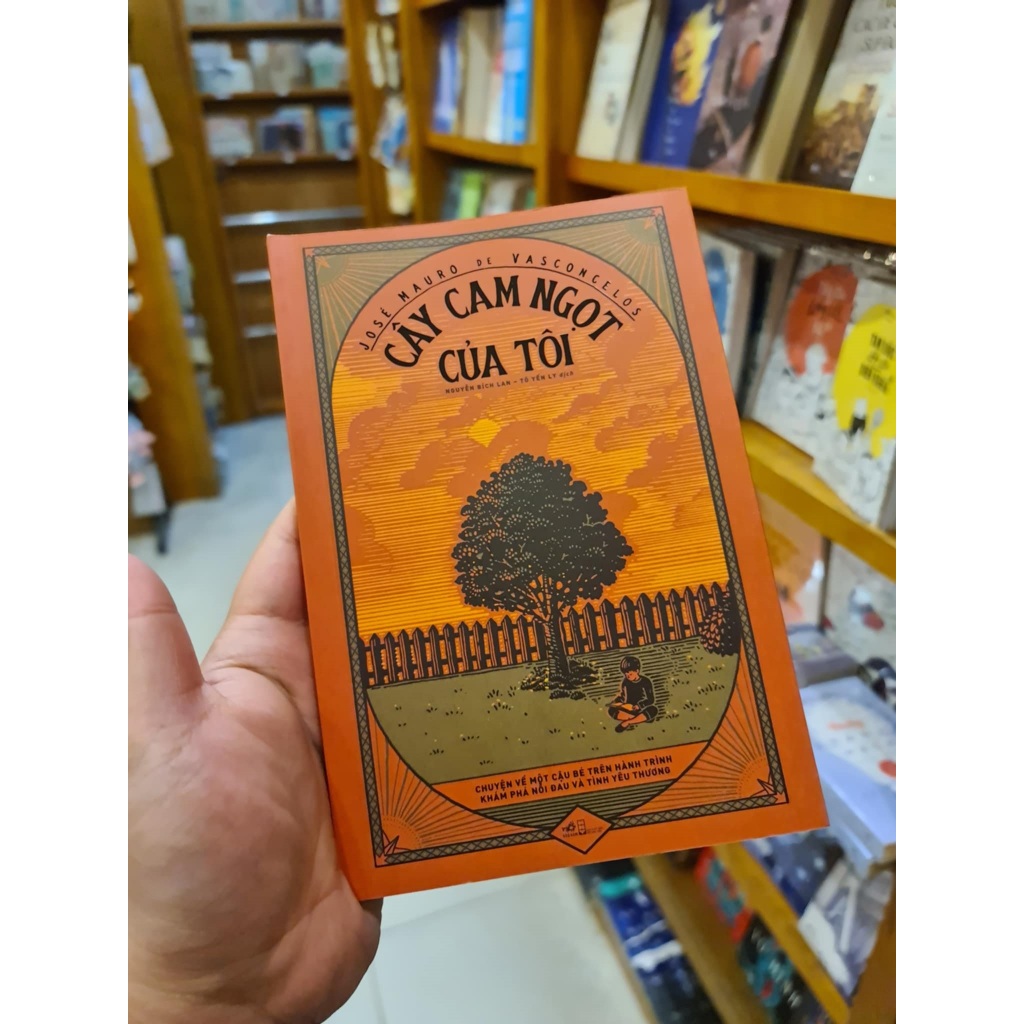 JOSÉ MAURO DE VASCONCELOS
CÂY CAM NGỌT
CỦA TÔI
NGUYỄN BÍCH LAN - TÔ YẾN LY dịch
CHUYỆN VỀ MỘT CẬU BÉ TRÊN HÀNH TRÌNH
KHÁM PHÁ NỖI ĐAU VÀ TÌNH YÊU THƯƠNG